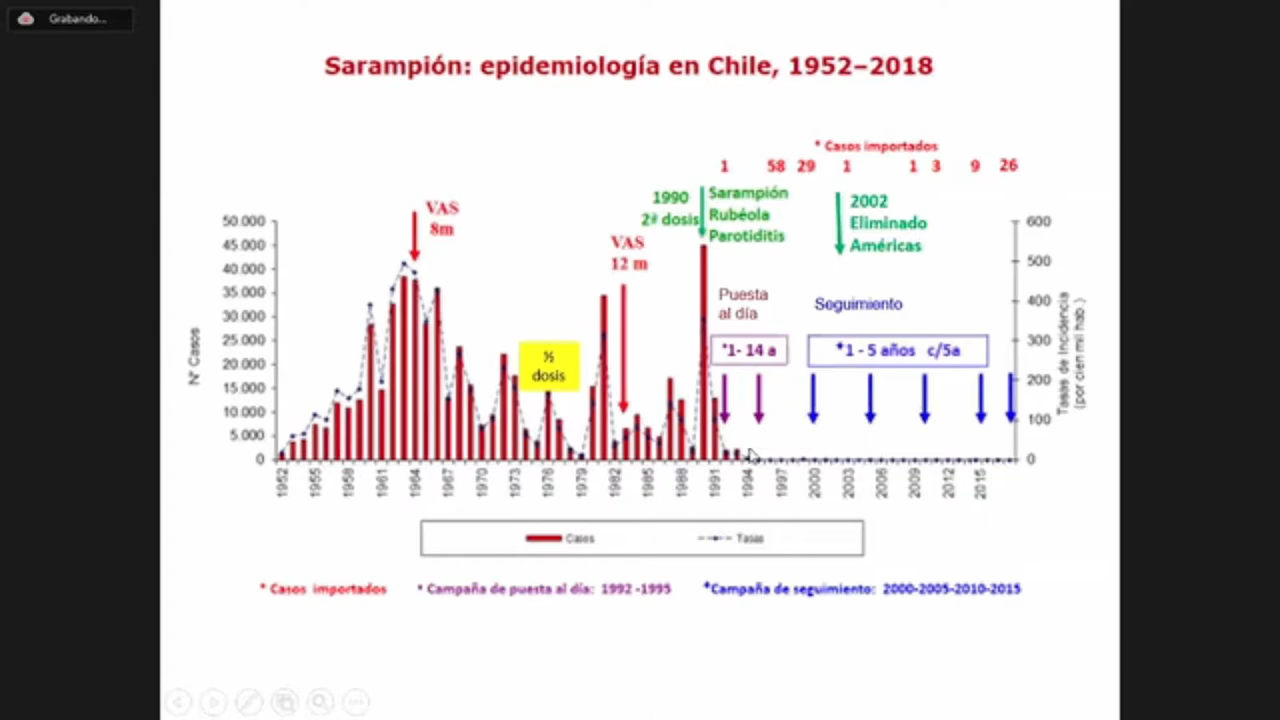 Grabando...
Sarampión: epidemiología en Chile, 1952–2018
* Casos importados
1 58 29 1 1 3 9 26
1990
2ª dosis
Sarampión
Rubéola
Parotiditis
2002
Eliminado
Américas
VAS
8m
VAS
12 m
50.000
45.000
40.000
35.000
30.000
25.000
20.000
15.000
10.000
5.000
0
N° Casos
600
500
400
300
200
100
0
Tasas de Incidencia
(por cien mil hab.)
½
dosis
Puesta
al día
*1- 14 a
Seguimiento
*1 - 5 años c/5a
1952 1955 1958 1961 1964 1967 1970 1973 1976 1979 1982 1985 1988 1991 1994 1997 2000 2003 2006 2009 2012 2015
Casos Tasas
* Casos importados * Campaña de puesta al día: 1992 -1995 *Campaña de seguimiento: 2000-2005-2010-2015